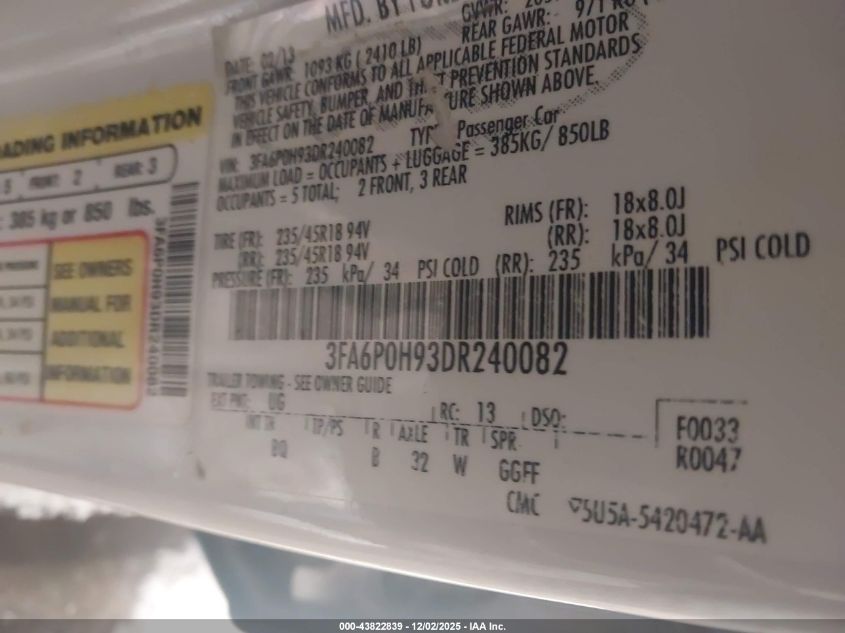 MFD. BY
GVWR:
DATE: 02/13
FRONT GAWR: 1093 KG ( 2410 LB)
REAR GAWR:
THIS VEHICLE CONFORMS TO ALL APPLICABLE FEDERAL MOTOR
VEHICLE SAFETY, BUMPER, AND PREVENTION STANDARDS
IN EFFECT ON THE DATE OF MANUFA URE SHOWN ABOVE.
VIN: 3FA6P0H93DR240082 TYP Passenger Car
MAXIMUM LOAD = OCCUPANTS + LUGGAGE = 385KG/ 850LB
OCCUPANTS = 5 TOTAL; 2 FRONT, 3 REAR
TIRE (FR): 235/45R18 94V RIMS (FR): 18x8.0J
(RR): 235/45R18 94V (RR): 18x8.0J
PRESSURE (FR): 235 kPa/ 34 PSI COLD (RR): 235 kPa/ 34 PSI COLD
3FA6P0H93DR240082
TRAILER TOWING - SEE OWNER GUIDE
EXT PNT: UG RC: 13 DSO:
INT TR TP/PS R AXLE TR SPR
BQ B 32 W GGFF
F0033
R0047
CMC ▽5U5A-5420472-AA
ADING INFORMATION
5 FRONT: 2 REAR: 3
: 385 kg or 850 lbs.
SEE OWNERS
MANUAL FOR
ADDITIONAL
INFORMATION
3FA6P0H93DR240082
000-43822839 - 12/02/2025 - IAA Inc.